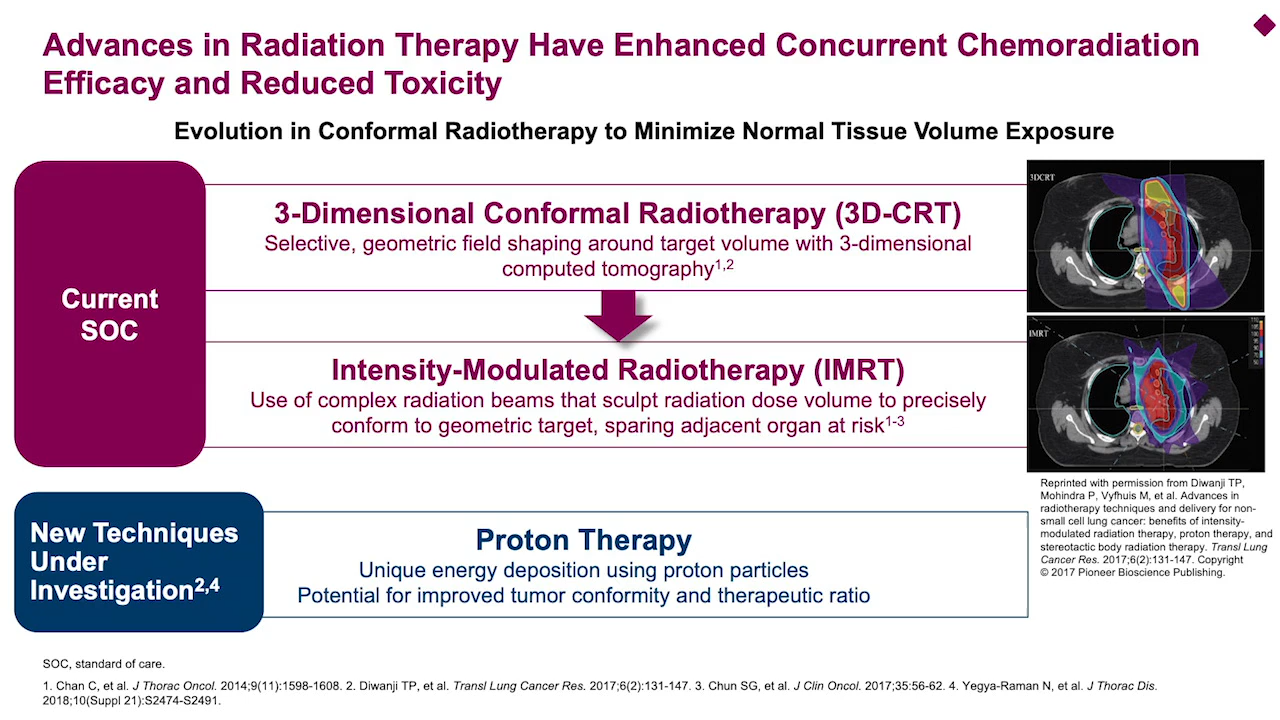 Advances in Radiation Therapy Have Enhanced Concurrent Chemoradiation
Efficacy and Reduced Toxicity
Evolution in Conformal Radiotherapy to Minimize Normal Tissue Volume Exposure
Current
SOC
3-Dimensional Conformal Radiotherapy (3D-CRT)
Selective, geometric field shaping around target volume with 3-dimensional
computed tomography1,2
3DCRT
Intensity-Modulated Radiotherapy (IMRT)
Use of complex radiation beams that sculpt radiation dose volume to precisely
conform to geometric target, sparing adjacent organ at risk1-3
IMRT
Reprinted with permission from Diwanji TP,
Mohindra P, Vyfhuis M, et al. Advances in
radiotherapy techniques and delivery for non-
small cell lung cancer: benefits of intensity-
modulated radiation therapy, proton therapy, and
stereotactic body radiation therapy. Transl Lung
Cancer Res. 2017;6(2):131-147. Copyright
© 2017 Pioneer Bioscience Publishing.
New Techniques
Under
Investigation2,4
Proton Therapy
Unique energy deposition using proton particles
Potential for improved tumor conformity and therapeutic ratio
SOC, standard of care.
1. Chan C, et al. J Thorac Oncol. 2014;9(11):1598-1608. 2. Diwanji TP, et al. Transl Lung Cancer Res. 2017;6(2):131-147. 3. Chun SG, et al. J Clin Oncol. 2017;35:56-62. 4. Yegya-Raman N, et al. J Thorac Dis.
2018;10(Suppl 21):S2474-S2491.